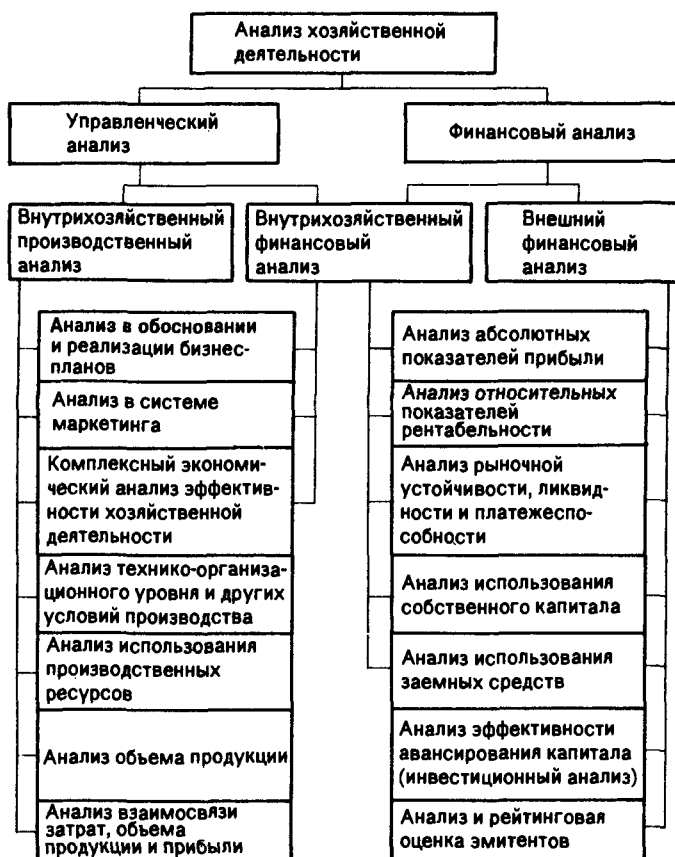 Анализ хозяйственной
деятельности
Управленческий
анализ
Финансовый анализ
Внутрихозяйственный
производственный
анализ
Внутрихозяйственный
финансовый
анализ
Внешний
финансовый
анализ
Анализ в обосновании
и реализации бизнес-
планов
Анализ в системе
маркетинга
Комплексный экономи-
ческий анализ эффектив-
ности хозяйственной
деятельности
Анализ технико-организа-
ционного уровня и других
условий производства
Анализ использования
производственных
ресурсов
Анализ объема продукции
Анализ взаимосвязи
затрат, объема
продукции и прибыли
Анализ абсолютных
показателей прибыли
Анализ относительных
показателей
рентабельности
Анализ рыночной
устойчивости, ликвид-
ности и платежеспо-
собности
Анализ использования
собственного капитала
Анализ использования
заемных средств
Анализ эффективности
авансирования капитала
(инвестиционный анализ)
Анализ и рейтинговая
оценка эмитентов